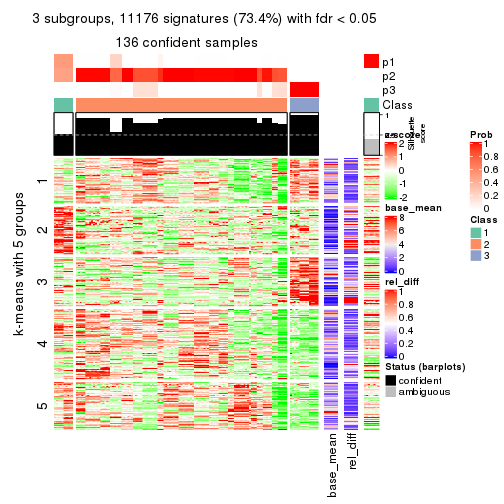 3 subgroups, 11176 signatures (73.4%) with fdr < 0.05
136 confident samples
p1
p2
p3
Class
1
Silhouette
score
k-means with 5 groups
1
2
3
4
5
z-score
2
1
0
-1
-2
base_mean
8
6
4
2
0
rel_diff
1
0.8
0.6
0.4
0.2
0
Status (barplots)
confident
ambiguous
Prob
1
0.8
0.6
0.4
0.2
0
Class
1
2
3
base_mean
rel_diff